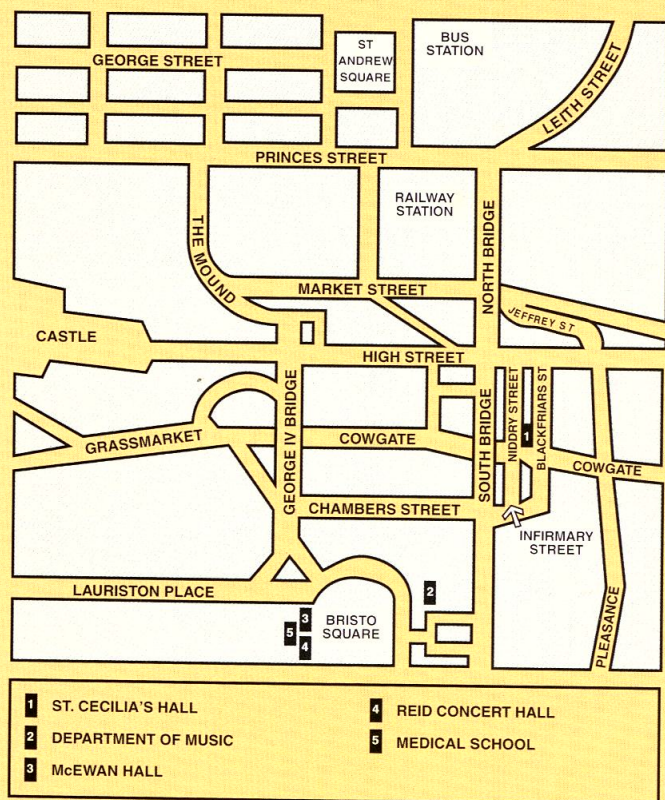 ST
ANDREW
SQUARE
BUS
STATION
GEORGE STREET
LEITH STREET
PRINCES STREET
RAILWAY
STATION
THE MOUND
NORTH BRIDGE
MARKET STREET
JEFFREY ST
CASTLE
HIGH STREET
GEORGE IV BRIDGE
SOUTH BRIDGE
NIDDRY STREET
BLACKFRIARS ST
1
GRASSMARKET
COWGATE
COWGATE
CHAMBERS STREET
INFIRMARY
STREET
LAURISTON PLACE
2
PLEASANCE
3
5
4
BRISTO
SQUARE
1 ST. CECILIA'S HALL
2 DEPARTMENT OF MUSIC
3 McEWAN HALL
4 REID CONCERT HALL
5 MEDICAL SCHOOL